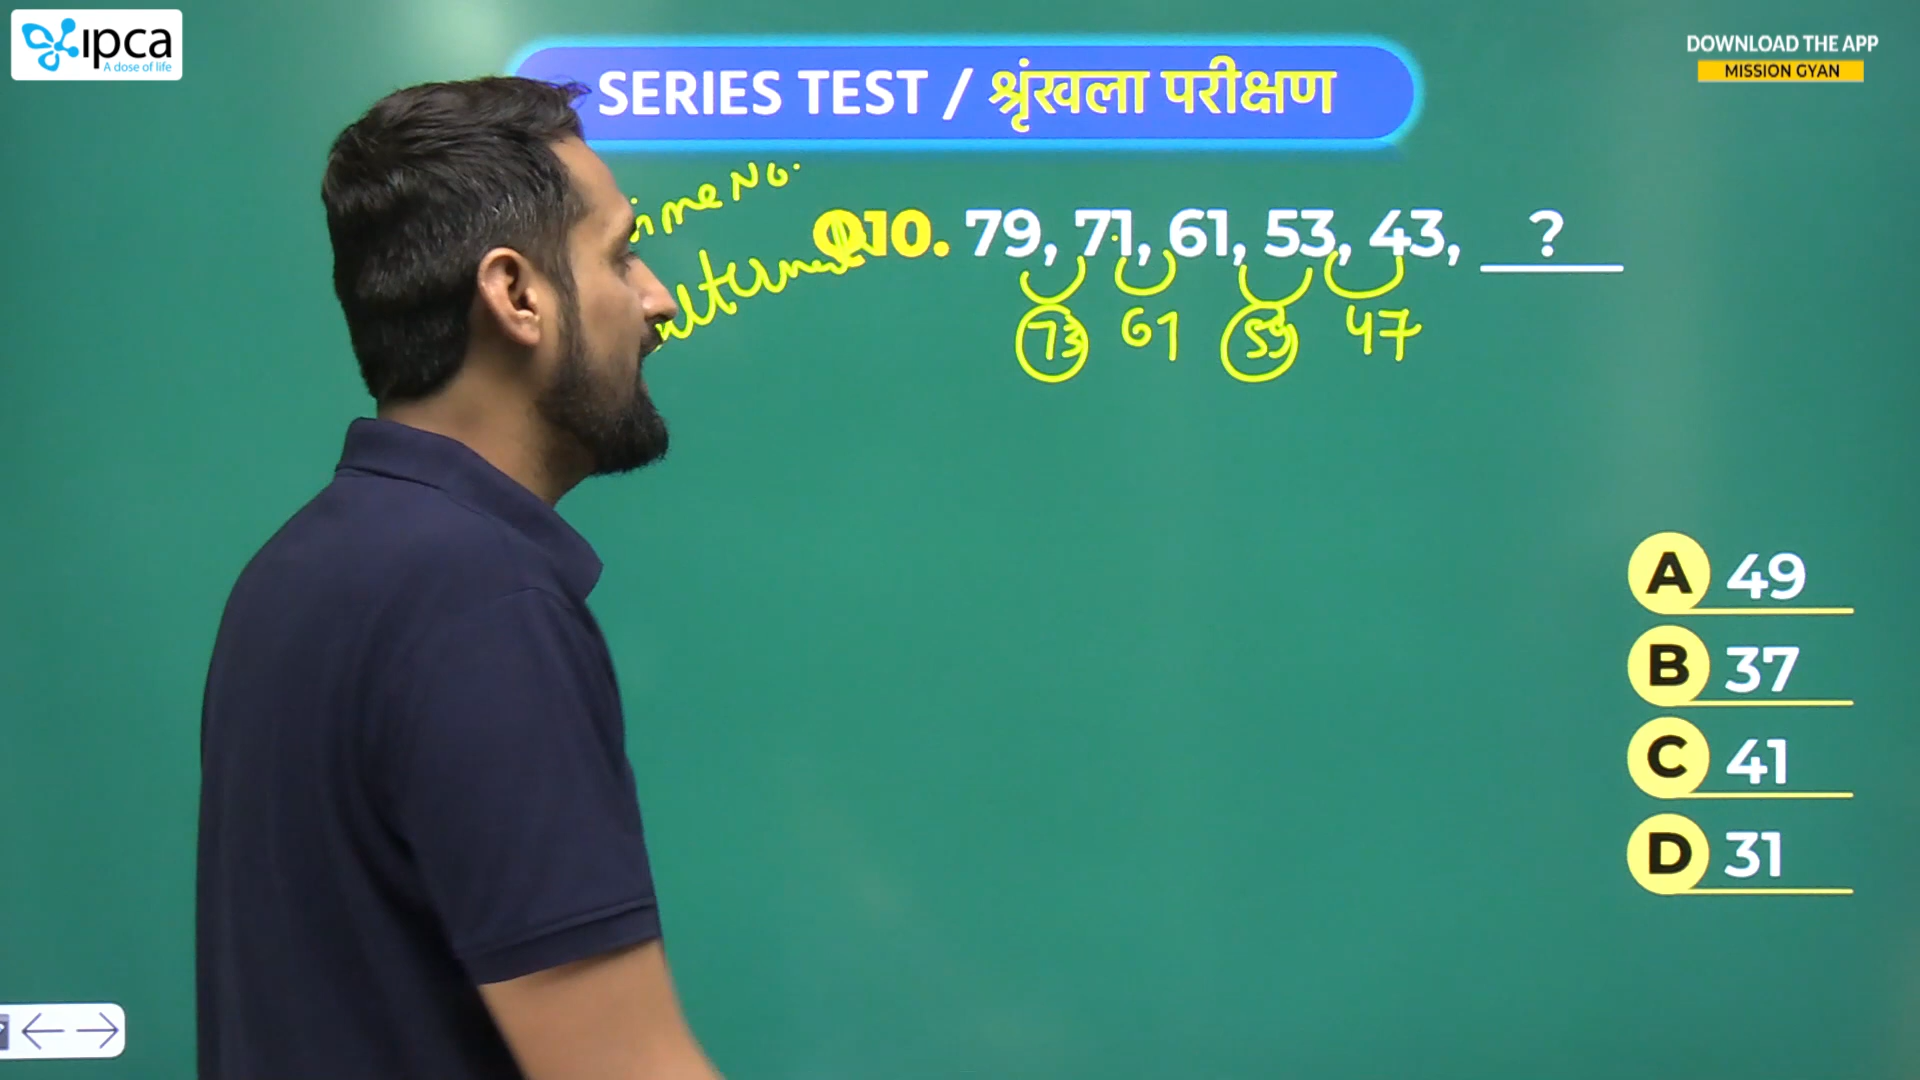 ipca
A dose of life
DOWNLOAD THE APP
MISSION GYAN
SERIES TEST / श्रृंखला परीक्षण
No.
Q10. 79, 71, 61, 53, 43, ?
73 61 59 47
A 49
B 37
C 41
D 31